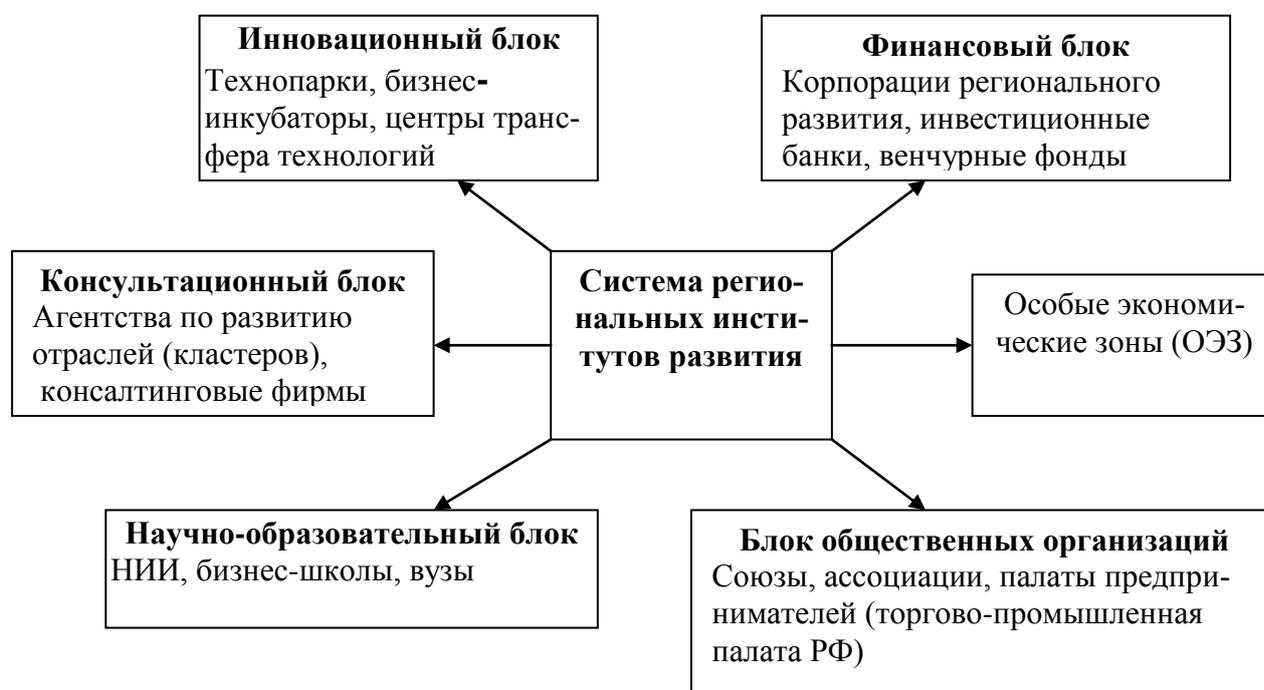 Инновационный блок
Технопарки, бизнес-
инкубаторы, центры транс-
фера технологий
Финансовый блок
Корпорации регионального
развития, инвестиционные
банки, венчурные фонды
Консультационный блок
Агентства по развитию
отраслей (кластеров),
консалтинговые фирмы
Система регио-
нальных инсти-
тутов развития
Особые экономи-
ческие зоны (ОЭЗ)
Научно-образовательный блок
НИИ, бизнес-школы, вузы
Блок общественных организаций
Союзы, ассоциации, палаты предпри-
нимателей (торгово-промышленная
палата РФ)